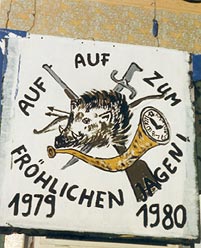 AUF AUF ZUM
FRÖHLICHEN JAGEN!
1979 1980